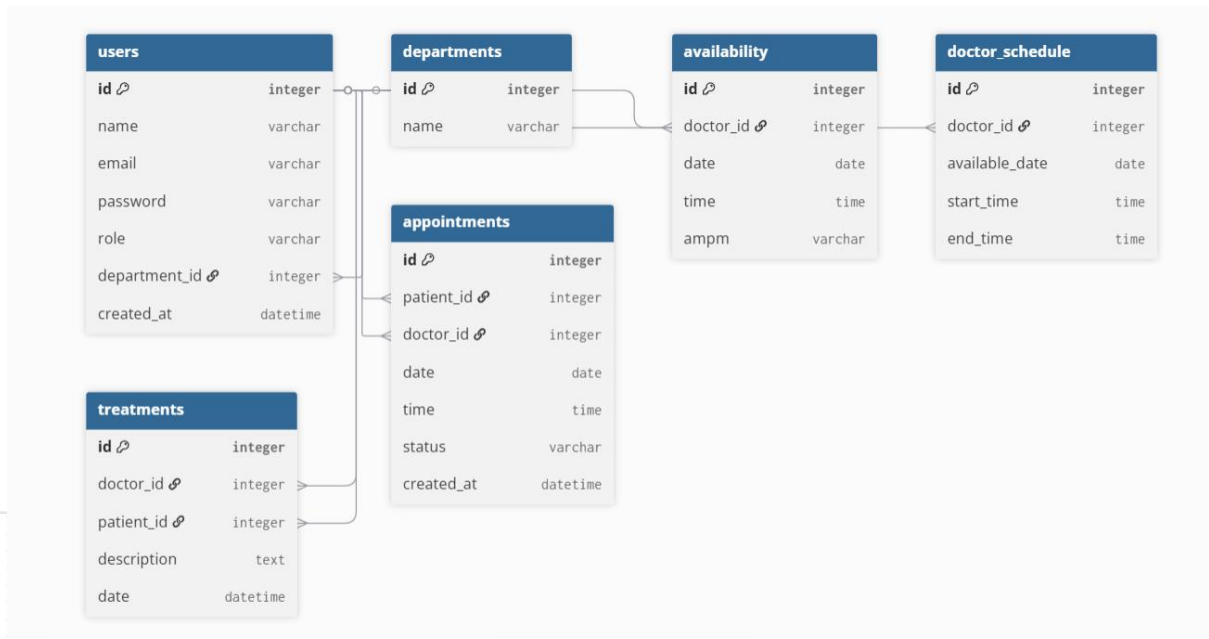 users
id integer
name varchar
email varchar
password varchar
role varchar
department_id integer
created_at datetime
departments
id integer
name varchar
availability
id integer
doctor_id integer
date date
time time
ampm varchar
doctor_schedule
id integer
doctor_id integer
available_date date
start_time time
end_time time
appointments
id integer
patient_id integer
doctor_id integer
date date
time time
status varchar
created_at datetime
treatments
id integer
doctor_id integer
patient_id integer
description text
date datetime